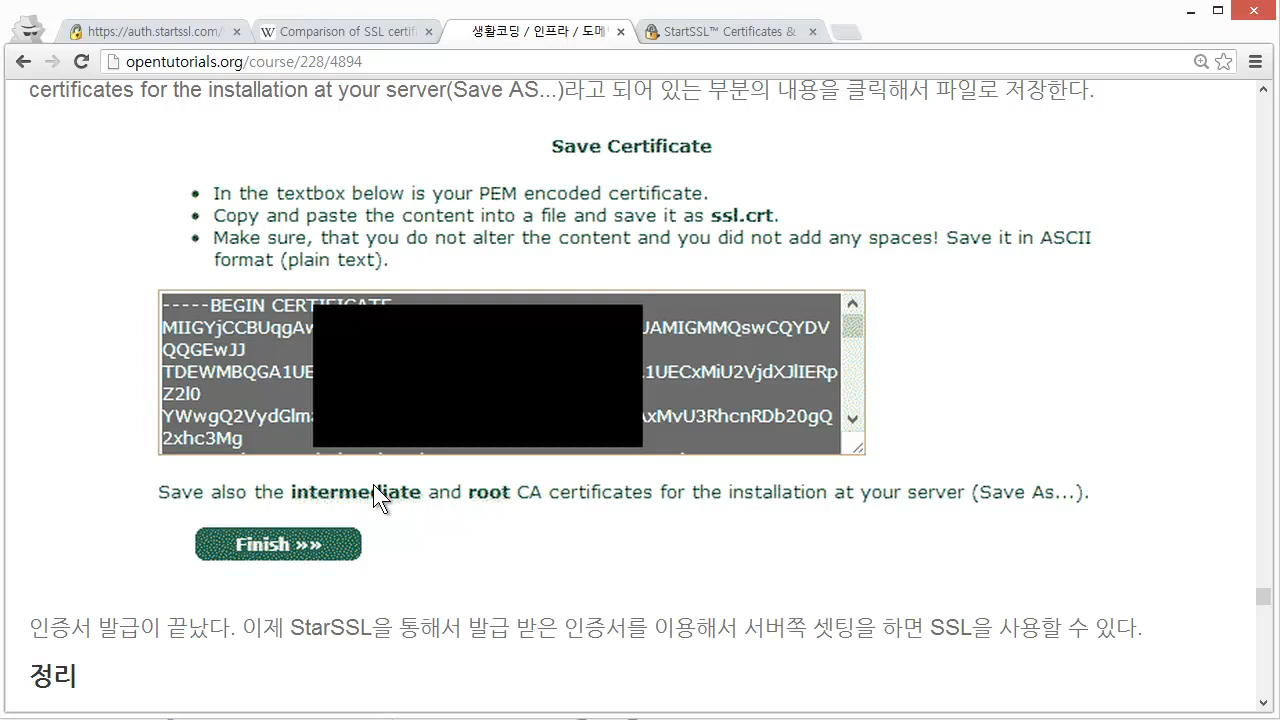 https://auth.startssl.com/
Comparison of SSL certifi
생활코딩 / 인프라 / 도메
StartSSL™ Certificates &
opentutorials.org/course/228/4894
certificates for the installation at your server(Save AS...)라고 되어 있는 부분의 내용을 클릭해서 파일로 저장한다.
Save Certificate
In the textbox below is your PEM encoded certificate.
Copy and paste the content into a file and save it as ssl.crt.
Make sure, that you do not alter the content and you did not add any spaces! Save it in ASCII
format (plain text).
-----BEGIN CERTIFICATE
MIIGYjCCBUqgAw JAMIGMMQswCQYDV
QQGEwJJ
TDEWMBQGA1UE 1UECxMiU2VjdXJlIERp
Z2l0
YWwgQ2VydGlm AxMvU3RhcnRDb20gQ
2xhc3Mg
Save also the intermediate and root CA certificates for the installation at your server (Save As...).
Finish »»
인증서 발급이 끝났다. 이제 StarSSL을 통해서 발급 받은 인증서를 이용해서 서버쪽 셋팅을 하면 SSL을 사용할 수 있다.
정리